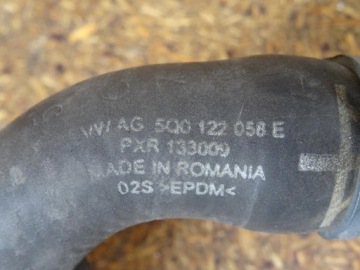 VW AG 5Q0 122 058 E
PXR 133009
MADE IN ROMANIA
02S >EPDM<